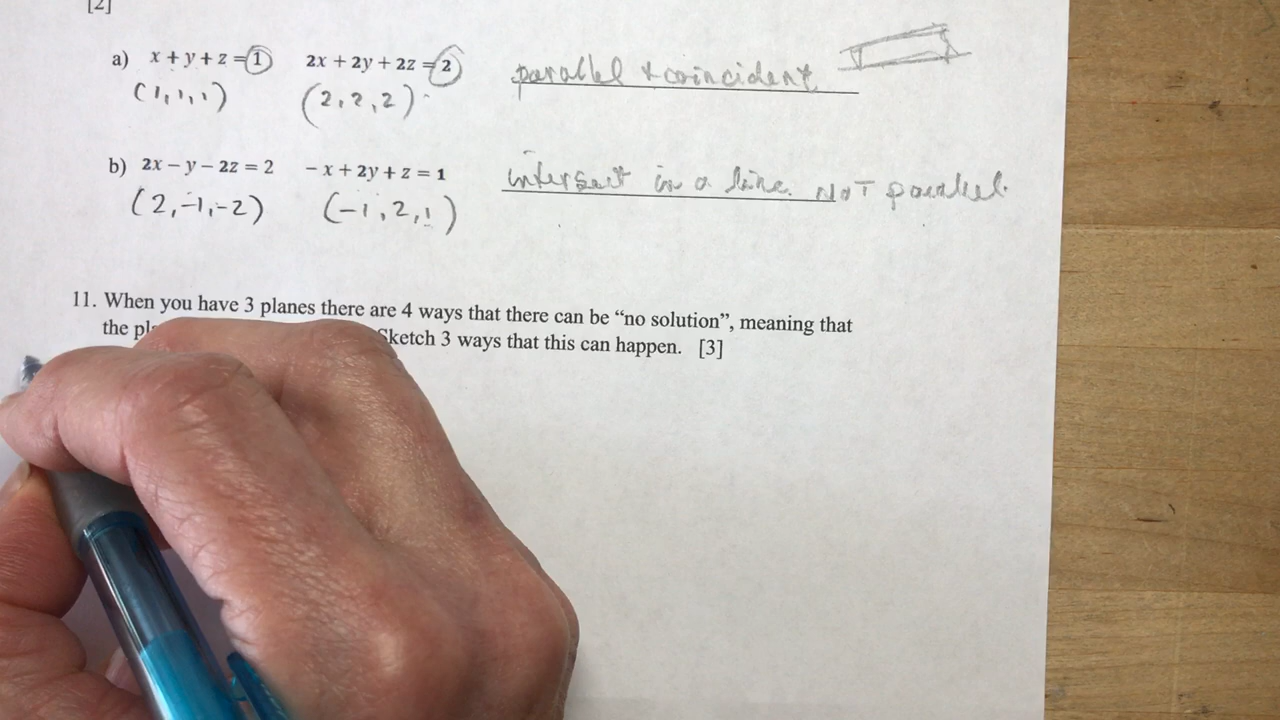 [2]
a) x + y + z = 1 2x + 2y + 2z = 2 parallel + coincident
(1,1,1) (2,2,2)
b) 2x – y – 2z = 2 – x + 2y + z = 1 intersect in a line. NOT parallel.
(2,-1,-2) (-1,2,1)
11. When you have 3 planes there are 4 ways that there can be “no solution”, meaning that
the Sketch 3 ways that this can happen. [3]